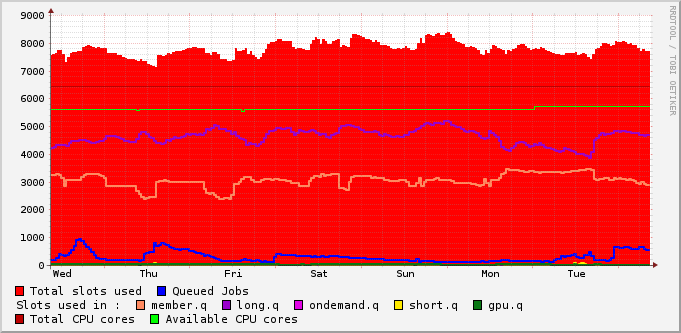 RRDTOOL / TOBI OETIKER
9000
8000
7000
6000
5000
4000
3000
2000
1000
0
Wed Thu Fri Sat Sun Mon Tue
Total slots used Queued Jobs
Slots used in : member.q long.q ondemand.q short.q gpu.q
Total CPU cores Available CPU cores